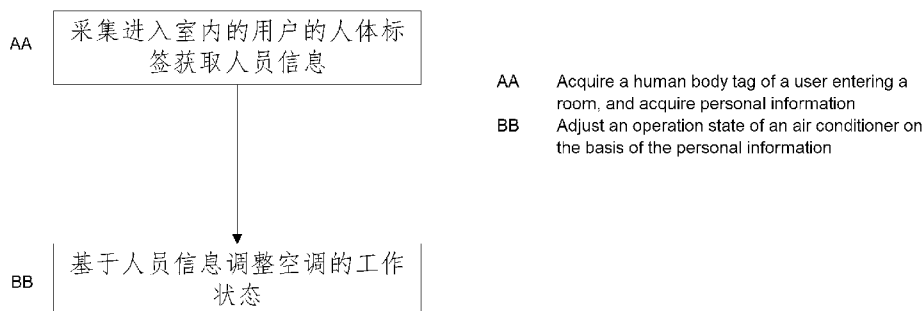 AA
采集进入室内的用户的人体标
签获取人员信息
AA Acquire a human body tag of a user entering a
room, and acquire personal information
BB Adjust an operation state of an air conditioner on
the basis of the personal information
BB
基于人员信息调整空调的工作
状态